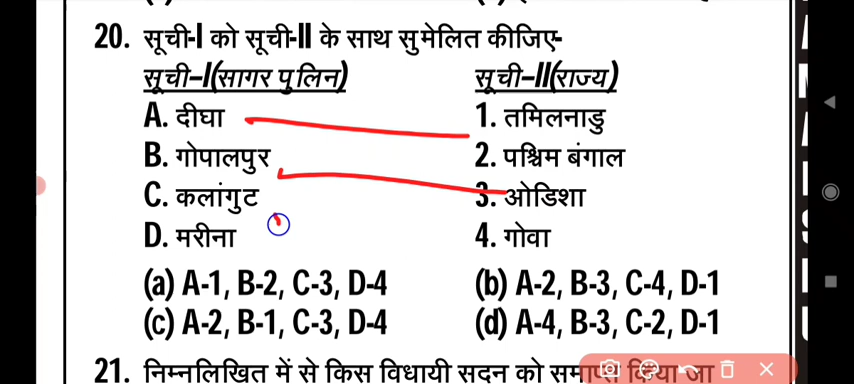 20. सूची-I को सूची-II के साथ सुमेलित कीजिए-
सूची-I(सागर पुलिन) सूची-II(राज्य)
A. दीघा 1. तमिलनाडु
B. गोपालपुर 2. पश्चिम बंगाल
C. कलांगुट 3. ओडिशा
D. मरीना 4. गोवा
(a) A-1, B-2, C-3, D-4 (b) A-2, B-3, C-4, D-1
(c) A-2, B-1, C-3, D-4 (d) A-4, B-3, C-2, D-1
21. निम्नलिखित में से किस विधायी सदन को समाप्त किया जा